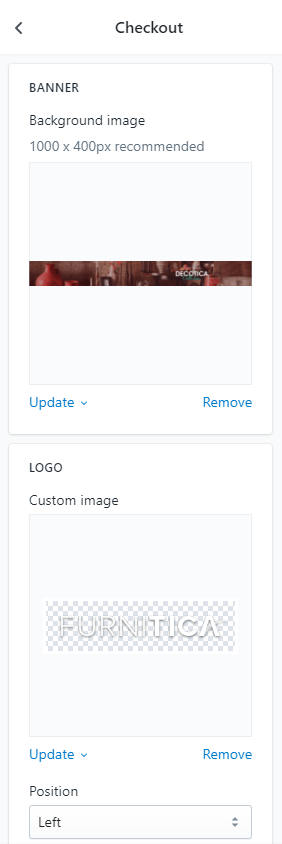 Checkout
BANNER
Background image
1000 x 400px recommended
DECOTICA
Update
Remove
LOGO
Custom image
FURNITICA
Update
Remove
Position
Left